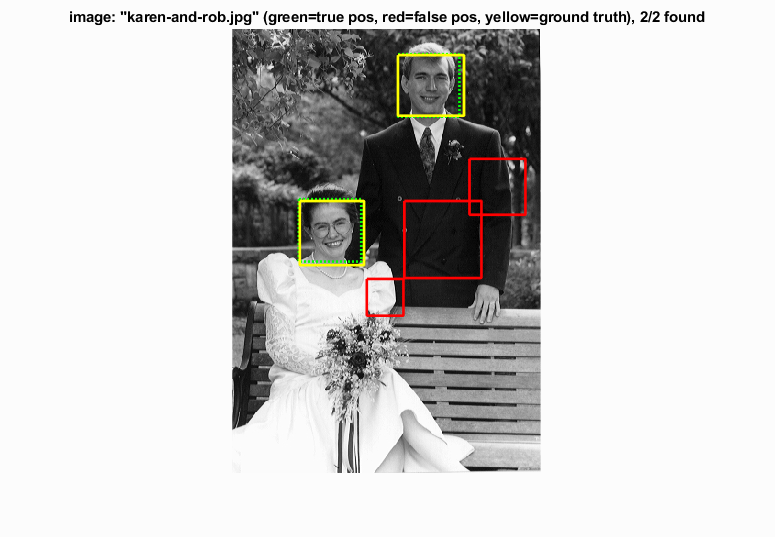 image: "karen-and-rob.jpg" (green=true pos, red=false pos, yellow=ground truth), 2/2 found